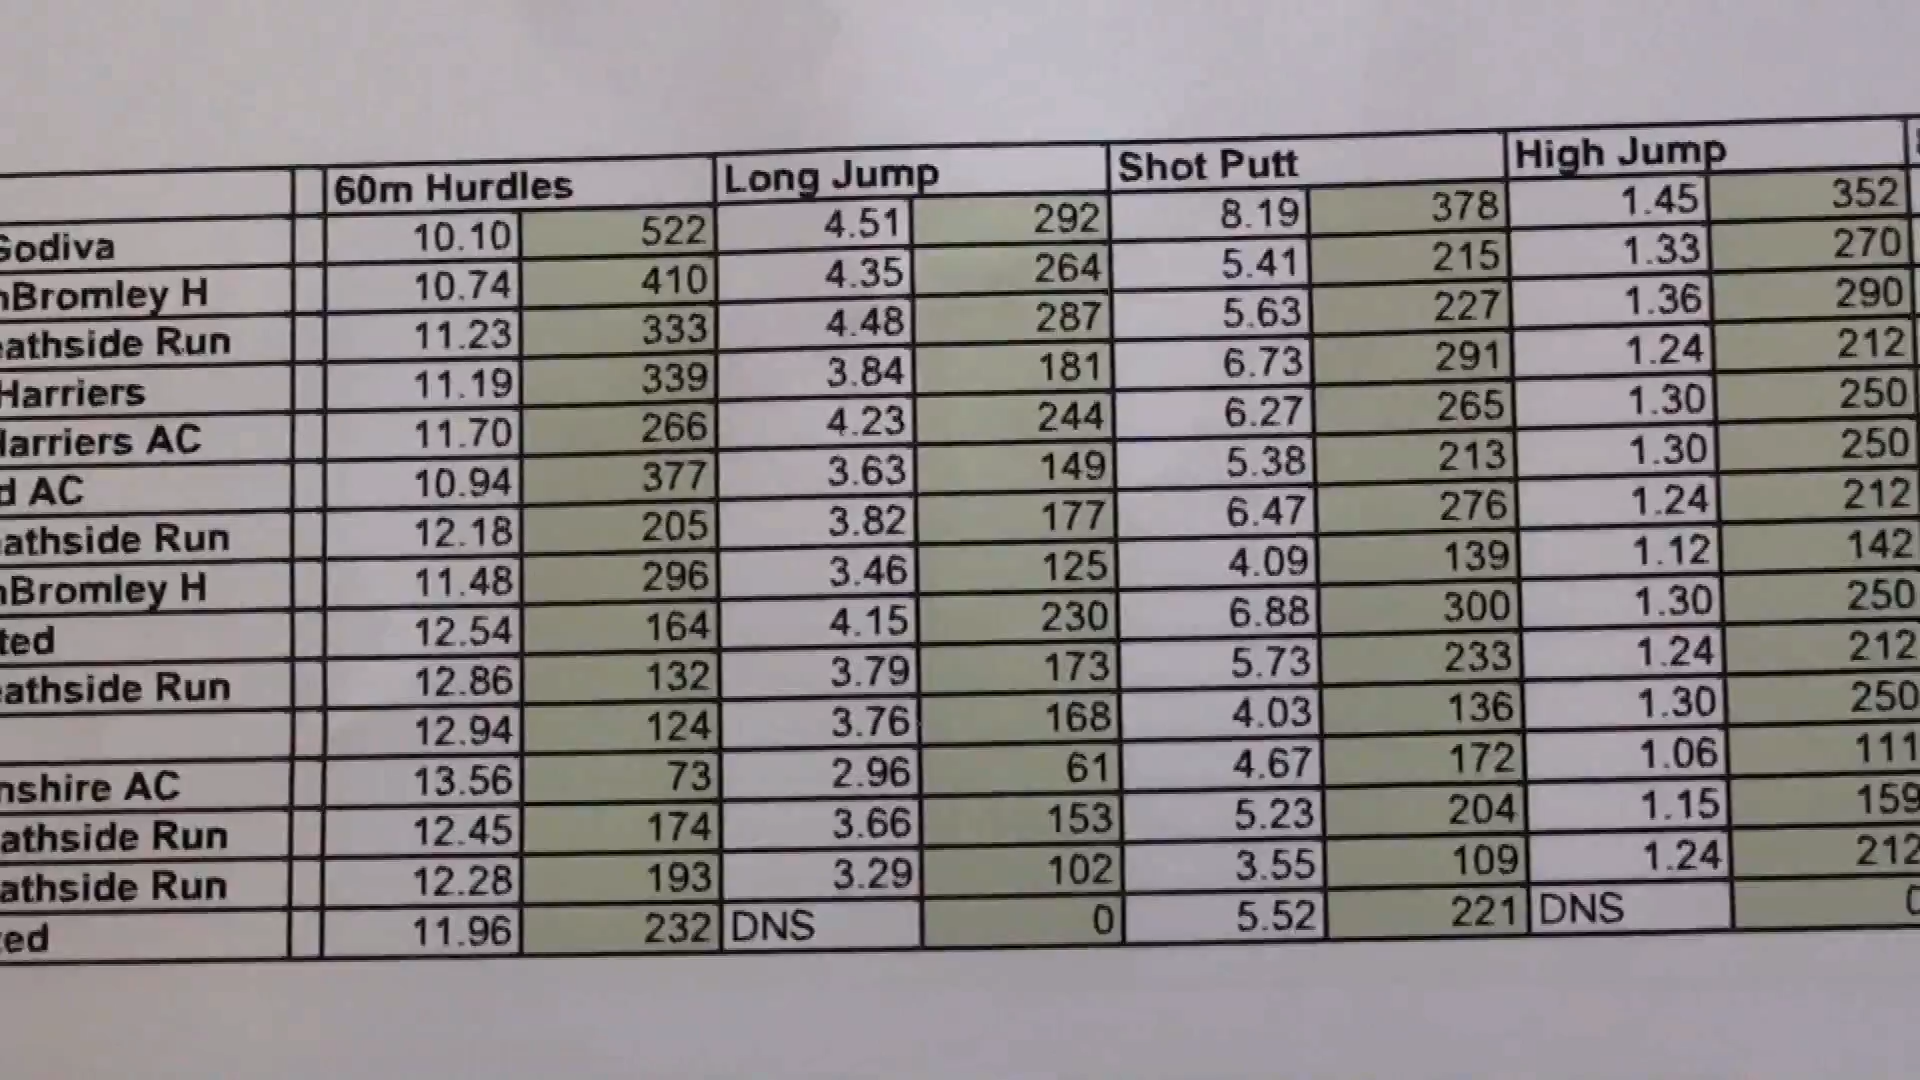 60m Hurdles Long Jump Shot Putt High Jump
Godiva 10.10 522 4.51 292 8.19 378 1.45 352
Bromley H 10.74 410 4.35 264 5.41 215 1.33 270
athside Run 11.23 333 4.48 287 5.63 227 1.36 290
Harriers 11.19 339 3.84 181 6.73 291 1.24 212
arriers AC 11.70 266 4.23 244 6.27 265 1.30 250
d AC 10.94 377 3.63 149 5.38 213 1.30 250
athside Run 12.18 205 3.82 177 6.47 276 1.24 212
Bromley H 11.48 296 3.46 125 4.09 139 1.12 142
ted 12.54 164 4.15 230 6.88 300 1.30 250
athside Run 12.86 132 3.79 173 5.73 233 1.24 212
12.94 124 3.76 168 4.03 136 1.30 250
nshire AC 13.56 73 2.96 61 4.67 172 1.06 111
athside Run 12.45 174 3.66 153 5.23 204 1.15 159
athside Run 12.28 193 3.29 102 3.55 109 1.24 212
ted 11.96 232 DNS 0 5.52 221 DNS 0